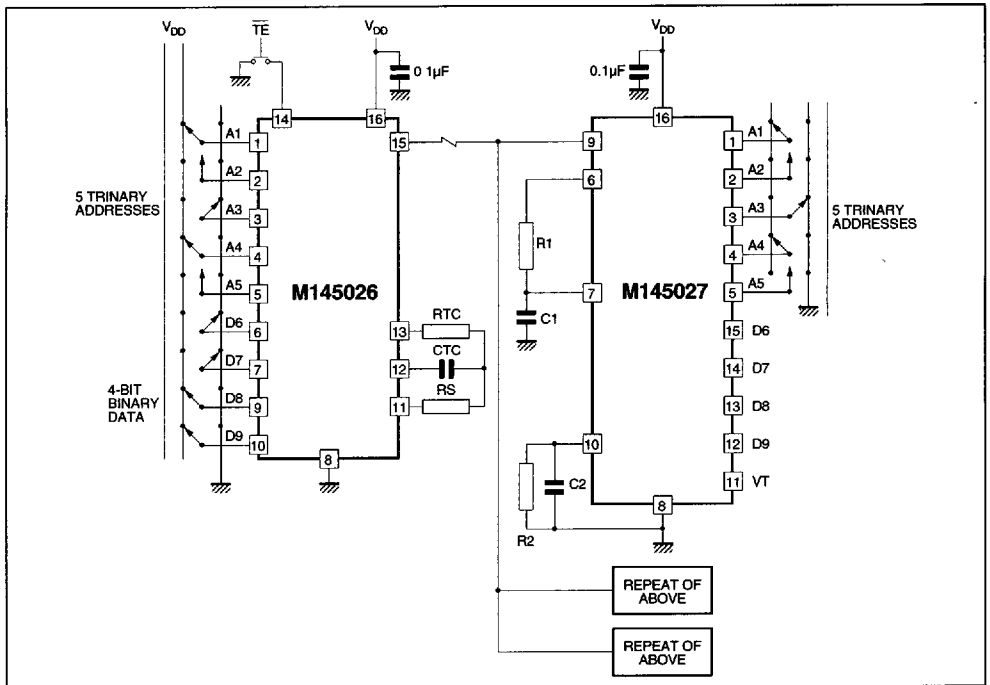 VDD
TE
VDD
0 1µF
14
16
15
A1
1
A2
2
A3
3
A4
4
A5
5
D6
6
D7
7
D8
9
D9
10
8
5 TRINARY
ADDRESSES
4-BIT
BINARY
DATA
M145026
13
RTC
12
CTC
11
RS
VDD
0.1µF
16
9
6
R1
7
C1
10
C2
R2
8
M145027
1
A1
2
A2
3
A3
4
A4
5
A5
15
D6
14
D7
13
D8
12
D9
11
VT
5 TRINARY
ADDRESSES
REPEAT OF
ABOVE
REPEAT OF
ABOVE